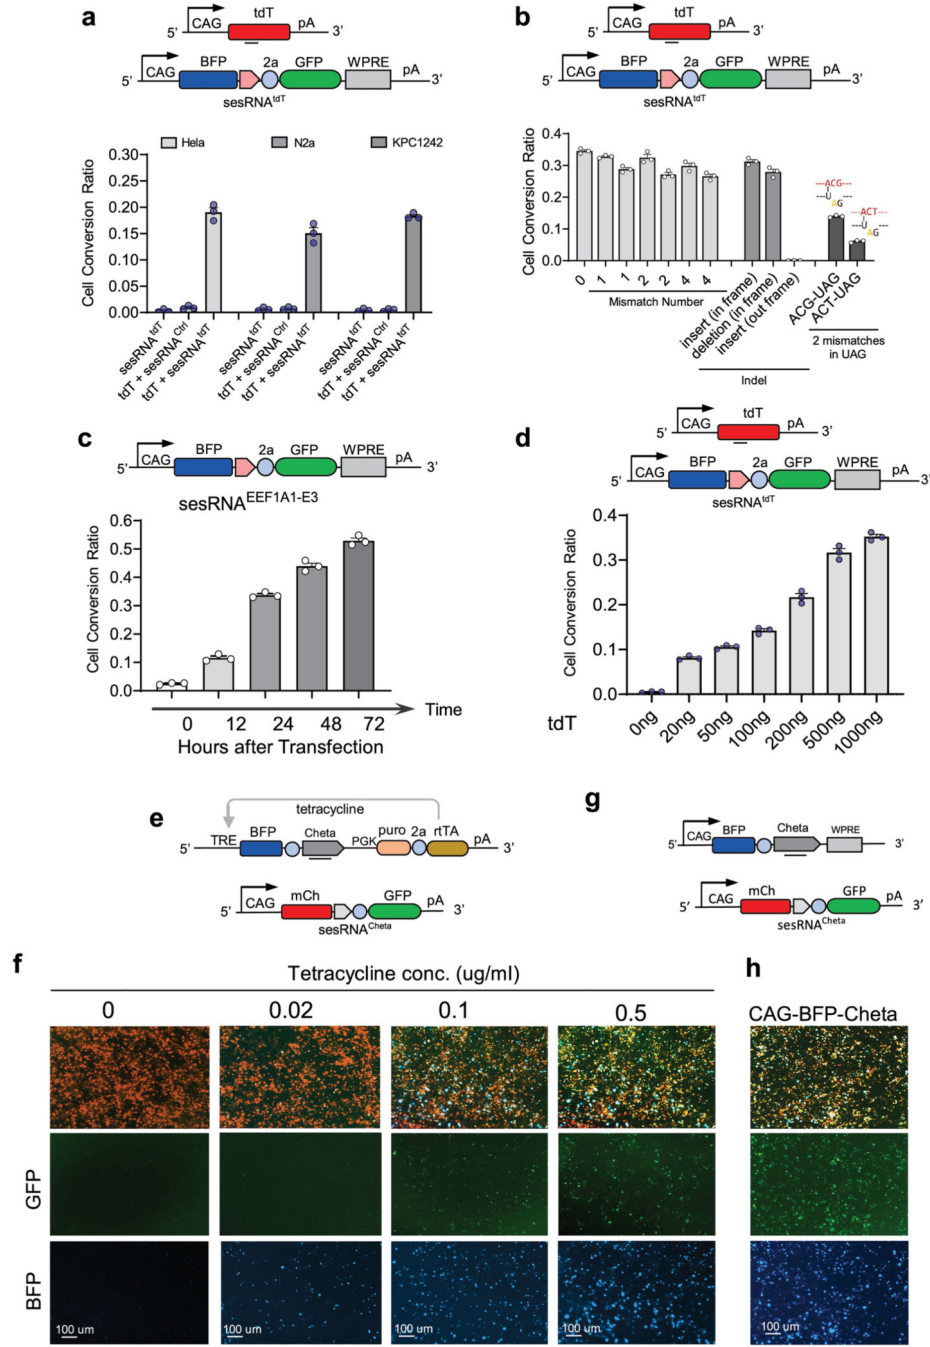 a
tdT
5' CAG pA 3'
BFP 2a GFP WPRE
5' CAG pA 3'
sesRNAtdT
Hela N2a KPC1242
Cell Conversion Ratio
0.30
0.25
0.20
0.15
0.10
0.05
0.00
sesRNAtdT
tdT + sesRNACtrl
tdT + sesRNAtdT
sesRNAtdT
tdT + sesRNACtrl
tdT + sesRNAtdT
sesRNAtdT
tdT + sesRNACtrl
tdT + sesRNAtdT
b
tdT
5' CAG pA 3'
BFP 2a GFP WPRE
5' CAG pA 3'
sesRNAtdT
Cell Conversion Ratio
0.4
0.3
0.2
0.1
0.0
---ACG---
U
--- AG
---ACT---
U
--- AG ---
0 1 1 2 2 4 4
Mismatch Number
insert (in frame)
deletion (in frame)
insert (out frame)
Indel
ACG-UAG
ACT-UAG
2 mismatches
in UAG
c
BFP 2a GFP WPRE
5' CAG pA 3'
sesRNAEEF1A1-E3
Cell Conversion Ratio
0.6
0.5
0.4
0.3
0.2
0.1
0.0
Time
0 12 24 48 72
Hours after Transfection
d
tdT
5' CAG pA 3'
BFP 2a GFP WPRE
5' CAG pA 3'
sesRNAtdT
Cell Conversion Ratio
0.4
0.3
0.2
0.1
0.0
tdT
0ng
20ng
50ng
100ng
200ng
500ng
1000ng
e
tetracycline
5' TRE BFP Cheta PGK puro 2a rtTA pA 3'
5' CAG mCh GFP pA 3'
sesRNACheta
g
5' CAG BFP Cheta WPRE 3'
5' CAG mCh GFP pA 3'
sesRNACheta
f
Tetracycline conc. (ug/ml)
0 0.02 0.1 0.5
GFP
BFP
100 um 100 um 100 um 100 um
h
CAG-BFP-Cheta
100 um